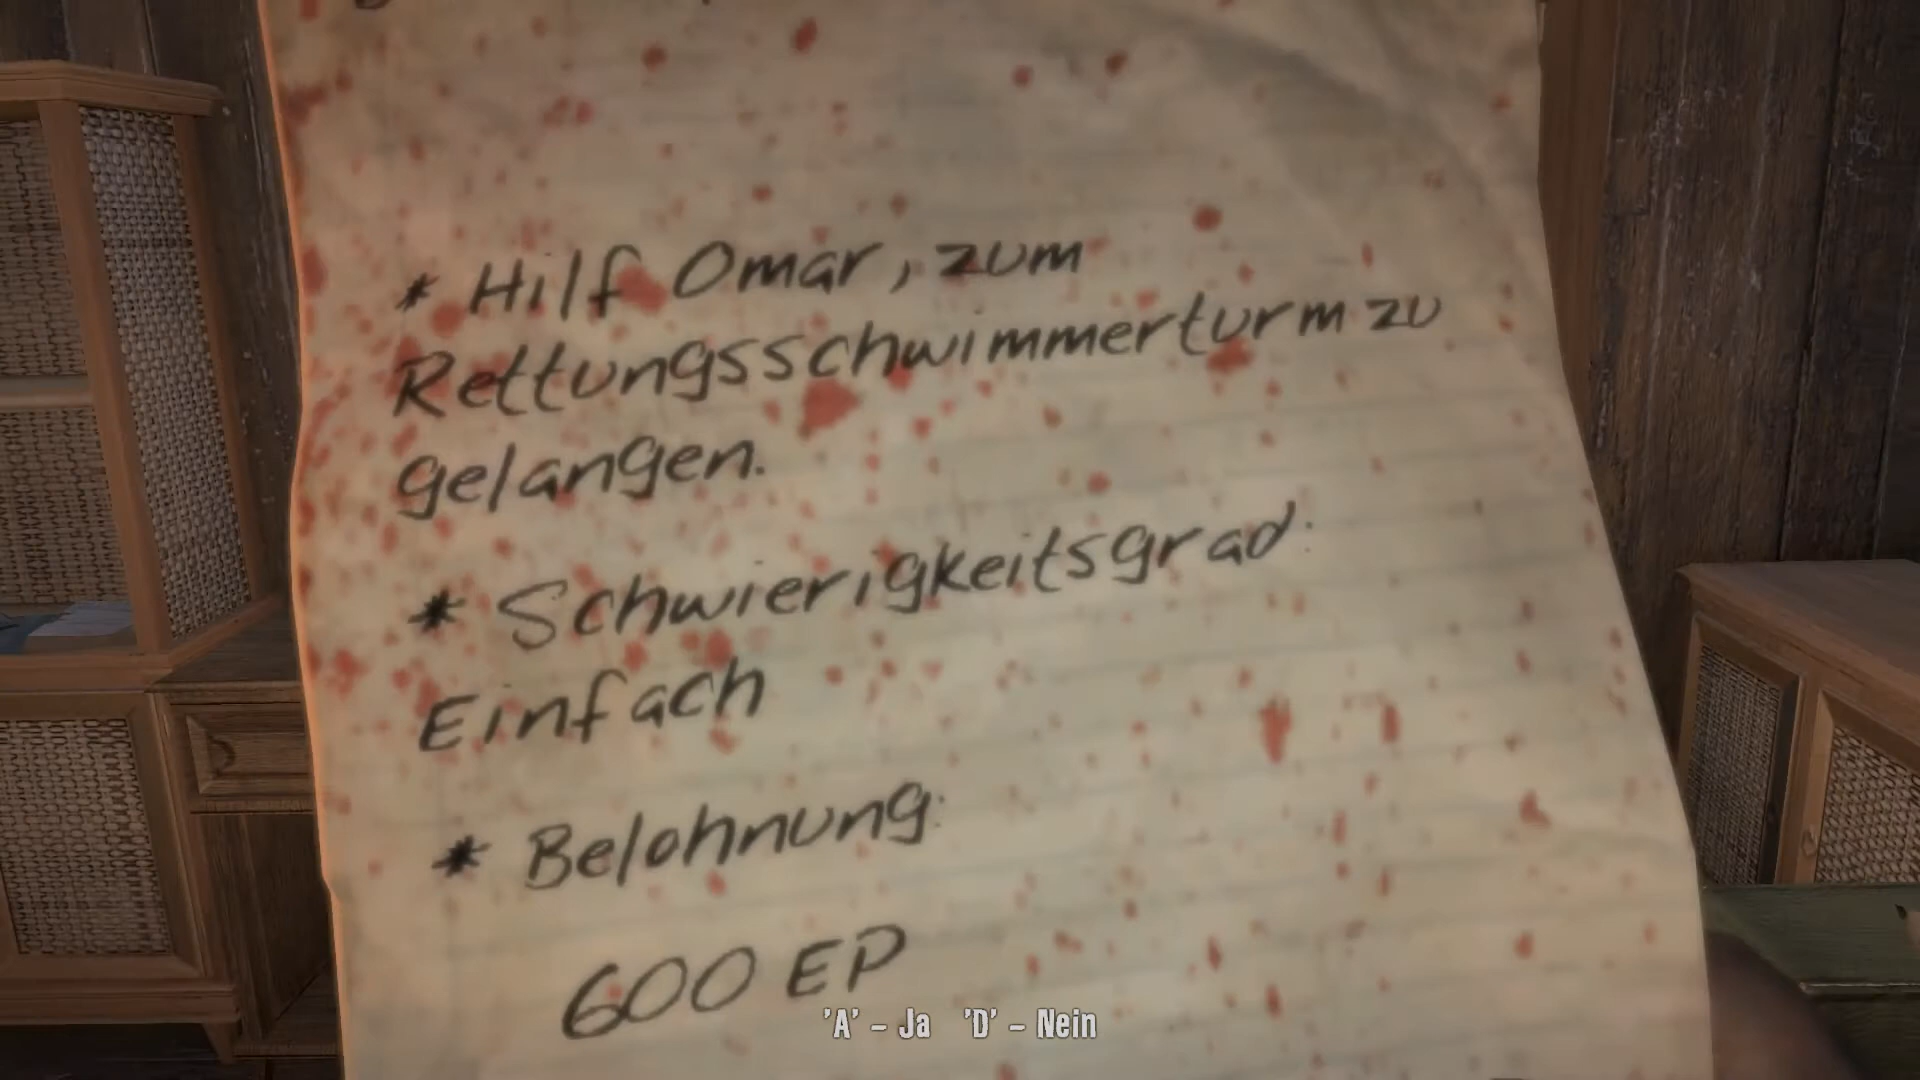 * Hilf Omar, zum
Rettungsschwimmerturm zu
gelangen.
* Schwierigkeitsgrad:
Einfach
* Belohnung:
600 EP
'A' - Ja 'D' - Nein